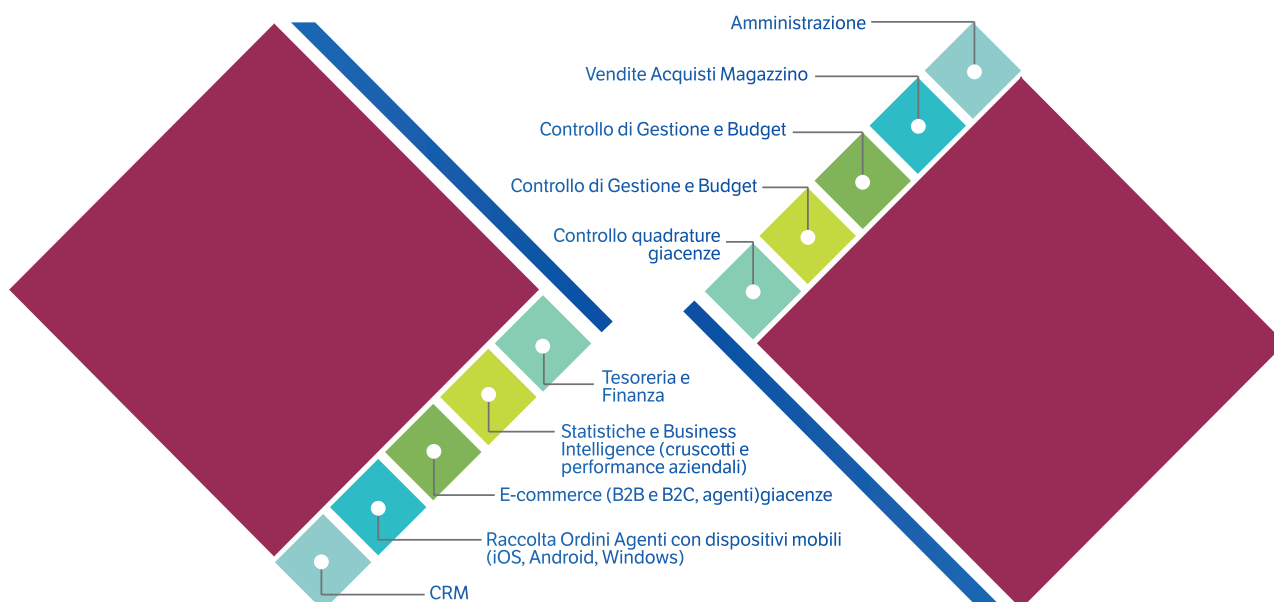 Amministrazione
Vendite Acquisti Magazzino
Controllo di Gestione e Budget
Controllo di Gestione e Budget
Controllo quadrature
giacenze
Tesoreria e
Finanza
Statistiche e Business
Intelligence (cruscotti e
performance aziendali)
E-commerce (B2B e B2C, agenti)giacenze
Raccolta Ordini Agenti con dispositivi mobili
(iOS, Android, Windows)
CRM